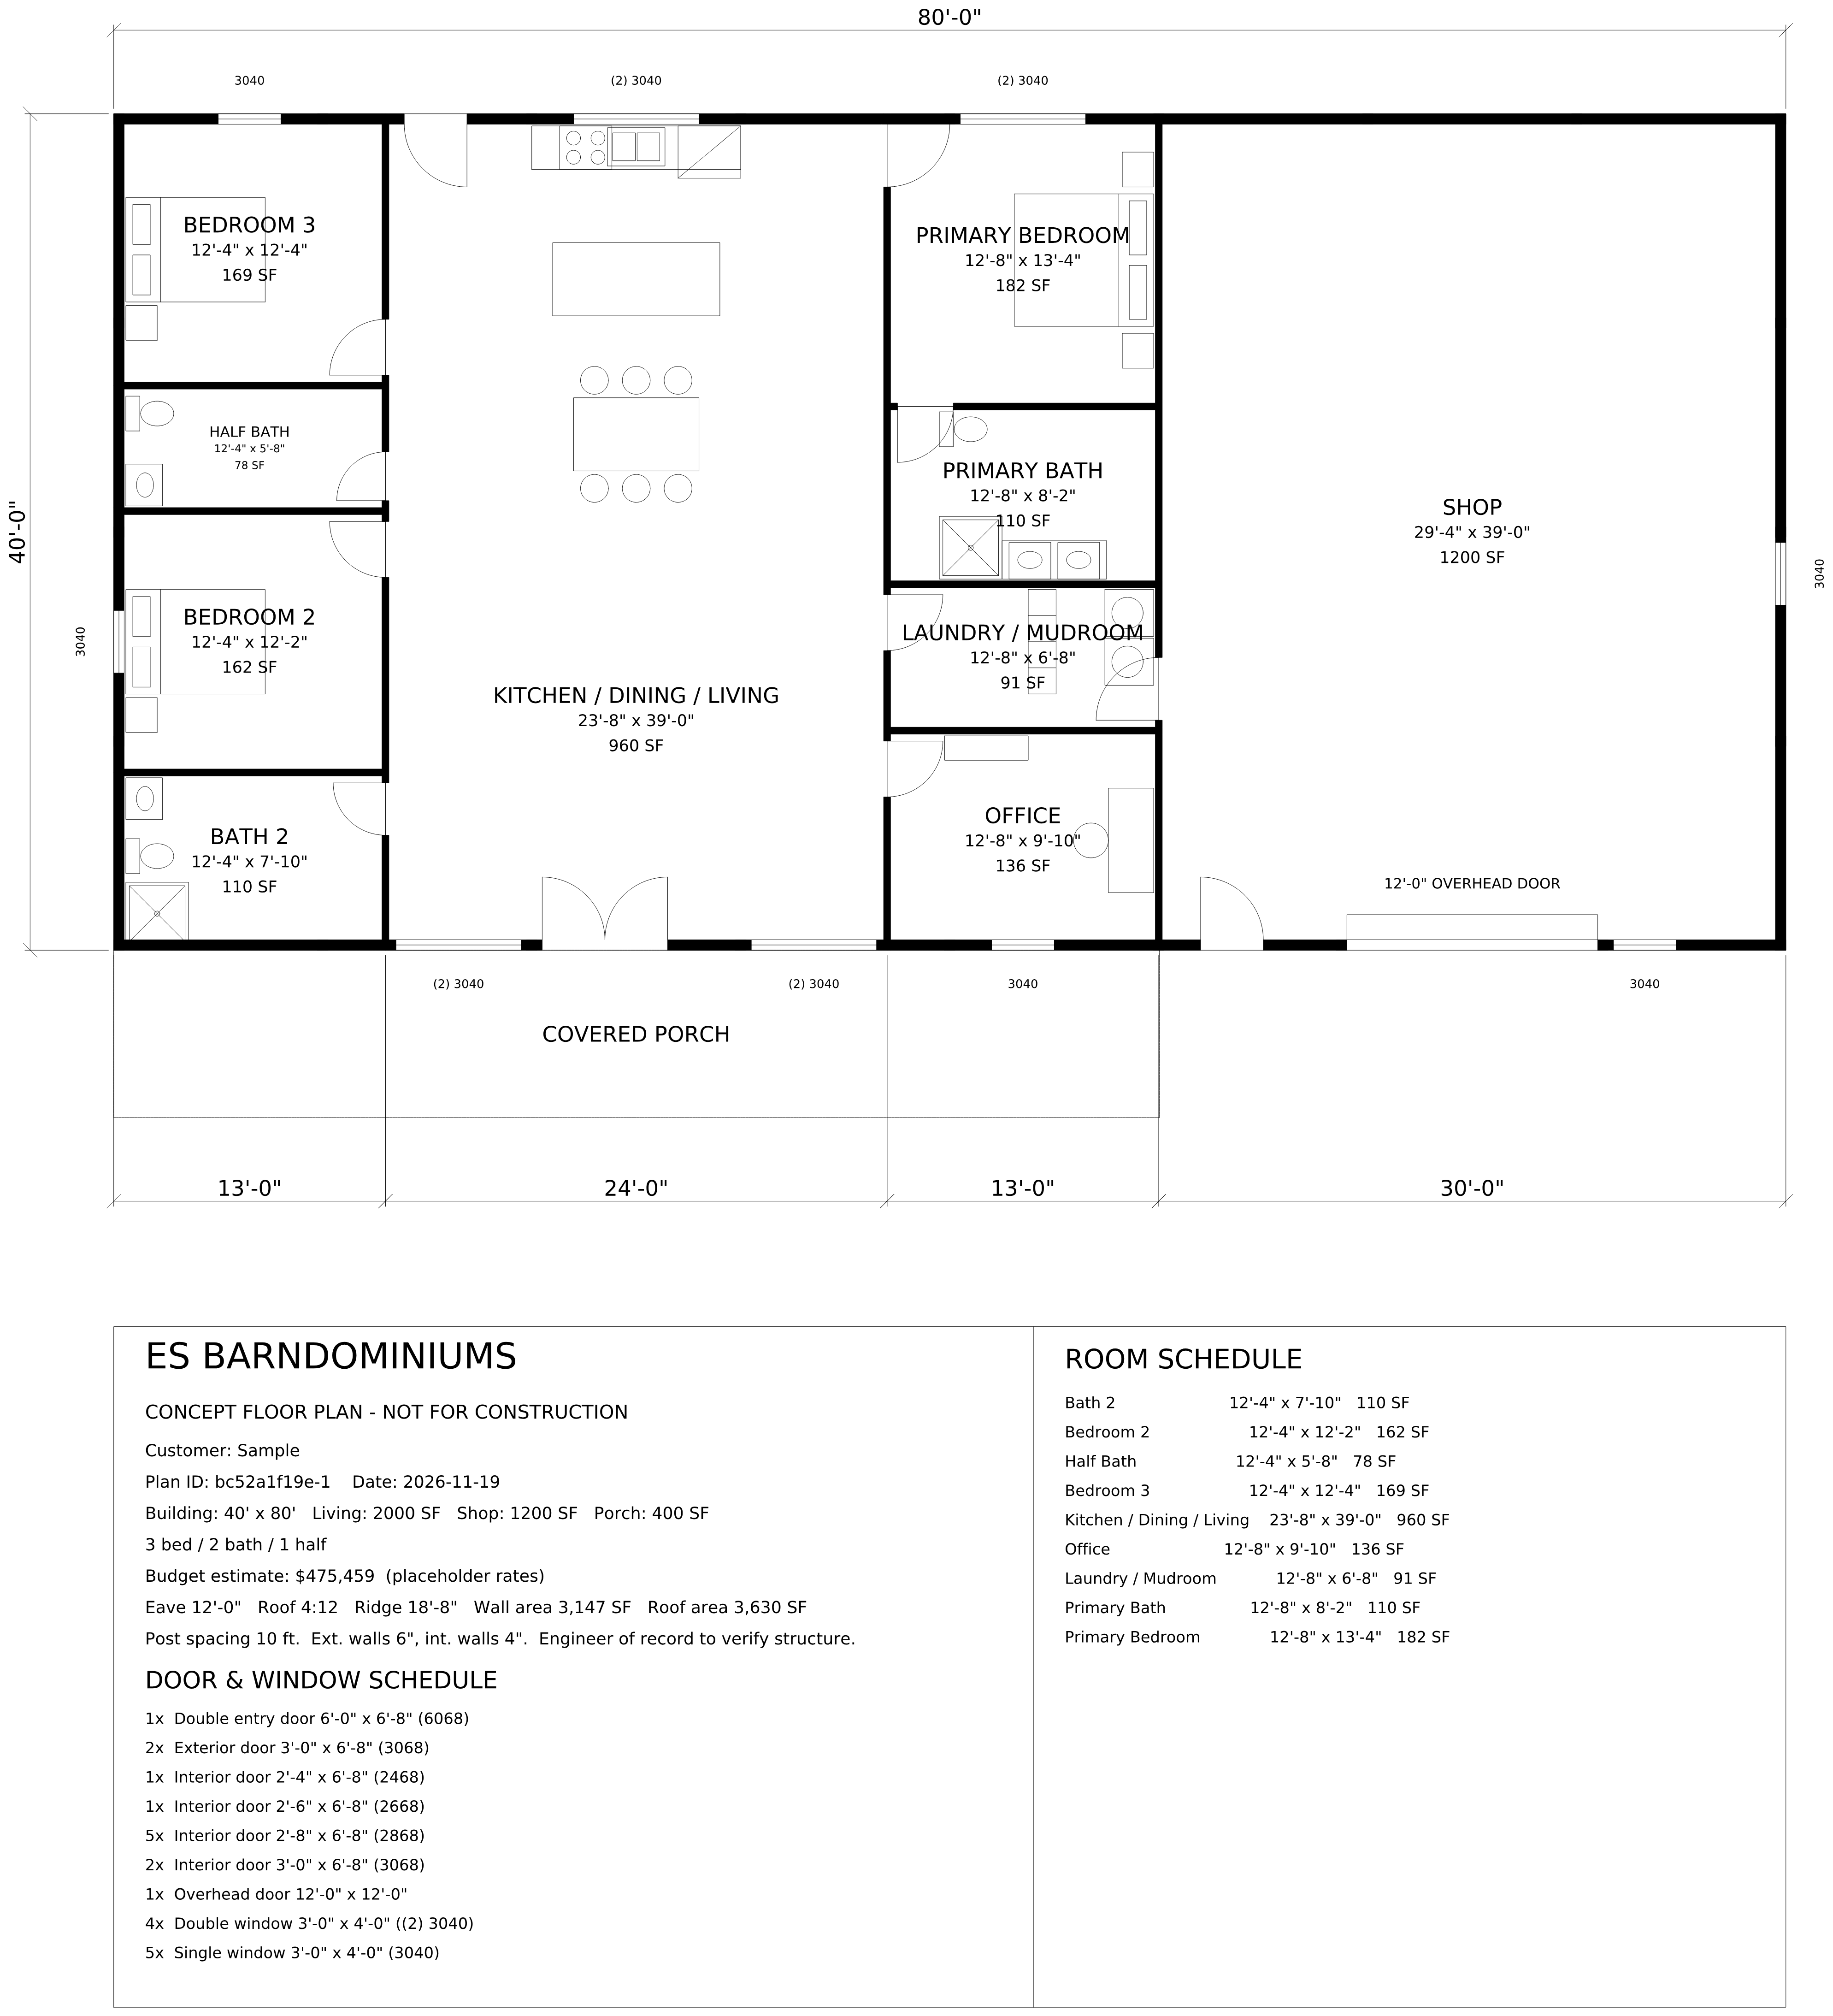 80'-0"
3040
(2) 3040
(2) 3040
BEDROOM 3
12'-4" x 12'-4"
169 SF
PRIMARY BEDROOM
12'-8" x 13'-4"
182 SF
HALF BATH
12'-4" x 5'-8"
78 SF
PRIMARY BATH
12'-8" x 8'-2"
110 SF
SHOP
29'-4" x 39'-0"
1200 SF
40'-0"
3040
3040
BEDROOM 2
12'-4" x 12'-2"
162 SF
LAUNDRY / MUDROOM
12'-8" x 6'-8"
91 SF
KITCHEN / DINING / LIVING
23'-8" x 39'-0"
960 SF
BATH 2
12'-4" x 7'-10"
110 SF
OFFICE
12'-8" x 9'-10"
136 SF
12'-0" OVERHEAD DOOR
(2) 3040
(2) 3040
3040
3040
COVERED PORCH
13'-0"
24'-0"
13'-0"
30'-0"
ES BARNDOMINIUMS
CONCEPT FLOOR PLAN - NOT FOR CONSTRUCTION
Customer: Sample
Plan ID: bc52a1f19e-1 Date: 2026-11-19
Building: 40' x 80' Living: 2000 SF Shop: 1200 SF Porch: 400 SF
3 bed / 2 bath / 1 half
Budget estimate: $475,459 (placeholder rates)
Eave 12'-0" Roof 4:12 Ridge 18'-8" Wall area 3,147 SF Roof area 3,630 SF
Post spacing 10 ft. Ext. walls 6", int. walls 4". Engineer of record to verify structure.
DOOR & WINDOW SCHEDULE
1x Double entry door 6'-0" x 6'-8" (6068)
2x Exterior door 3'-0" x 6'-8" (3068)
1x Interior door 2'-4" x 6'-8" (2468)
1x Interior door 2'-6" x 6'-8" (2668)
5x Interior door 2'-8" x 6'-8" (2868)
2x Interior door 3'-0" x 6'-8" (3068)
1x Overhead door 12'-0" x 12'-0"
4x Double window 3'-0" x 4'-0" ((2) 3040)
5x Single window 3'-0" x 4'-0" (3040)
ROOM SCHEDULE
Bath 2 12'-4" x 7'-10" 110 SF
Bedroom 2 12'-4" x 12'-2" 162 SF
Half Bath 12'-4" x 5'-8" 78 SF
Bedroom 3 12'-4" x 12'-4" 169 SF
Kitchen / Dining / Living 23'-8" x 39'-0" 960 SF
Office 12'-8" x 9'-10" 136 SF
Laundry / Mudroom 12'-8" x 6'-8" 91 SF
Primary Bath 12'-8" x 8'-2" 110 SF
Primary Bedroom 12'-8" x 13'-4" 182 SF